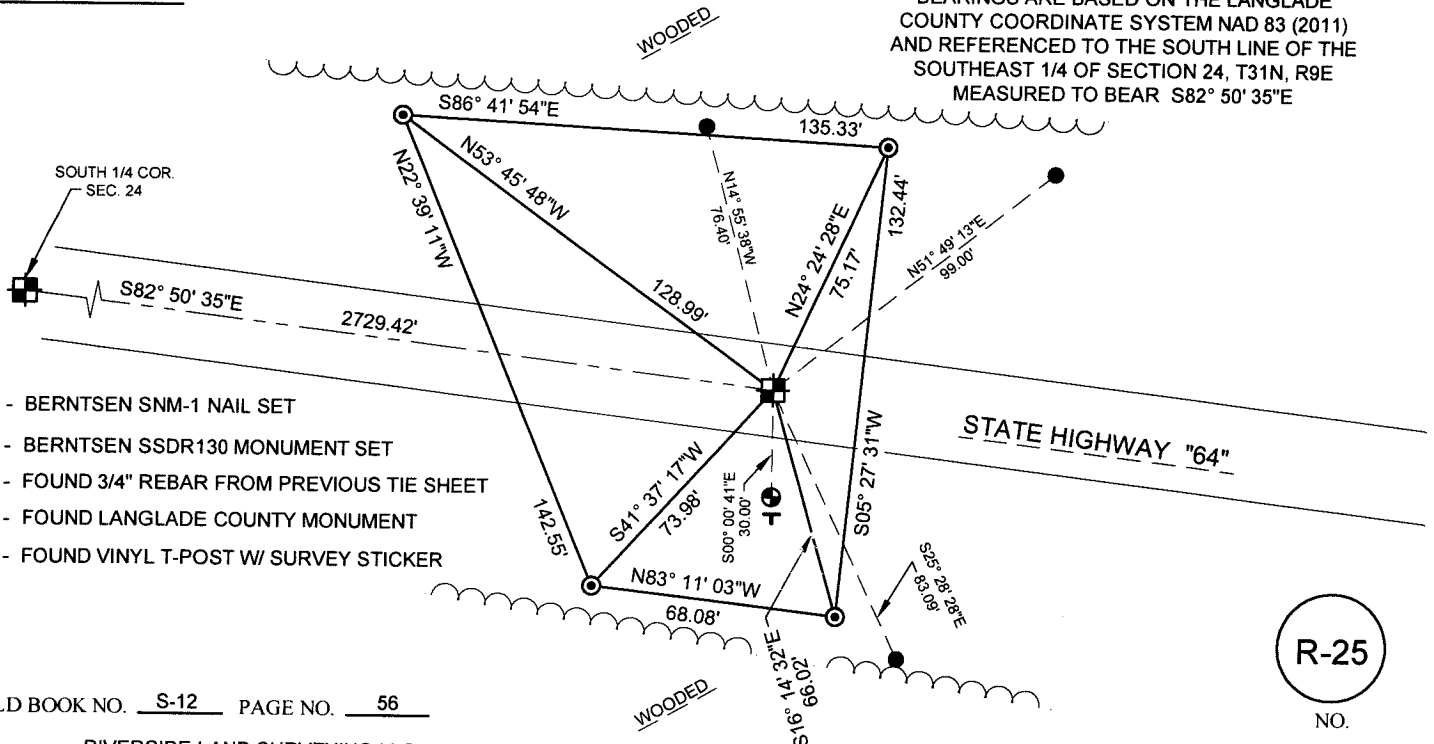 BEARINGS ARE BASED ON THE LANGLADE
COUNTY COORDINATE SYSTEM NAD 83 (2011)
AND REFERENCED TO THE SOUTH LINE OF THE
SOUTHEAST 1/4 OF SECTION 24, T31N, R9E
MEASURED TO BEAR S82° 50' 35"E
WOODED
S86° 41' 54"E
135.33'
SOUTH 1/4 COR.
SEC. 24
N22° 39' 11"W
142.55'
N53° 45' 48"W
128.99'
N14° 55' 38"W
76.40'
N24° 24' 28"E
75.17'
132.44'
S05° 27' 31"W
N51° 49' 13"E
99.00'
S82° 50' 35"E
2729.42'
STATE HIGHWAY "64"
- BERNTSEN SNM-1 NAIL SET
- BERNTSEN SSDR130 MONUMENT SET
- FOUND 3/4" REBAR FROM PREVIOUS TIE SHEET
- FOUND LANGLADE COUNTY MONUMENT
- FOUND VINYL T-POST W/ SURVEY STICKER
S41° 37' 17"W
73.98'
S00° 00' 41"E
30.00'
T
S25° 28' 28"E
83.09'
N83° 11' 03"W
68.08'
S16° 14' 32"E
66.02'
WOODED
R-25
NO.
LD BOOK NO. S-12 PAGE NO. 56
RIVERSIDE LAND SURVEYING